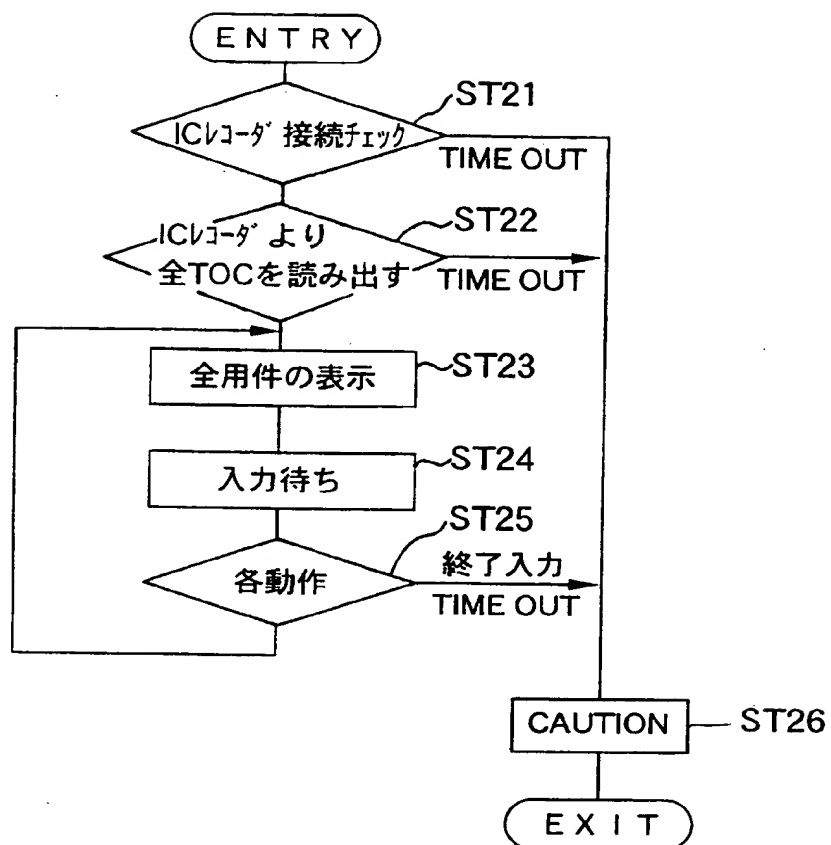 ENTRY
ST21
ICレコーダ接続チェック
TIME OUT
ST22
ICレコーダより
全TOCを読み出す
TIME OUT
全用件の表示
ST23
入力待ち
ST24
ST25
各動作
終了入力
TIME OUT
CAUTION
ST26
EXIT